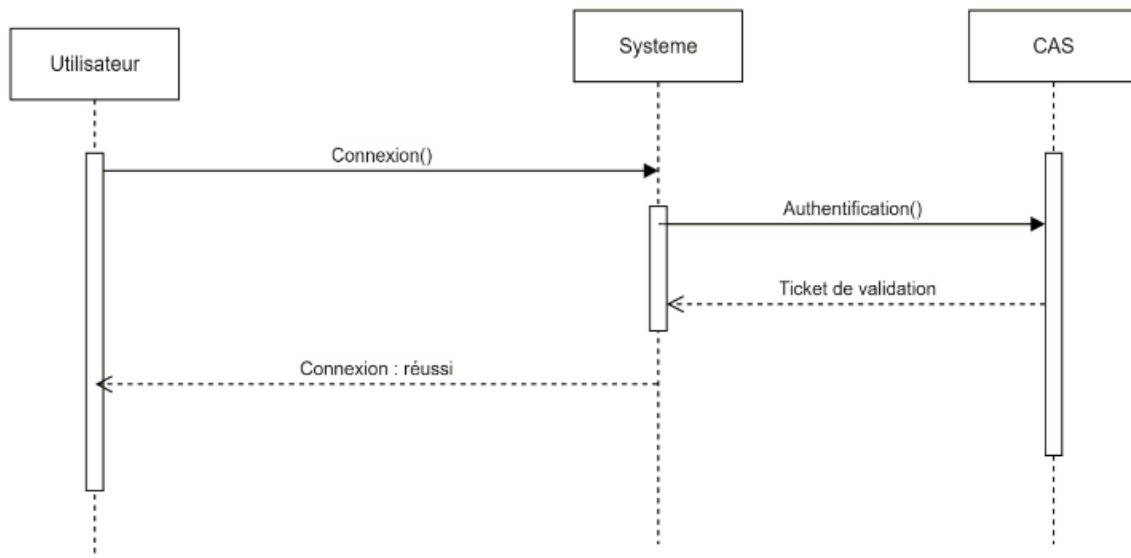 Utilisateur
Systeme
CAS
Connexion()
Authentification()
Ticket de validation
Connexion : réussi